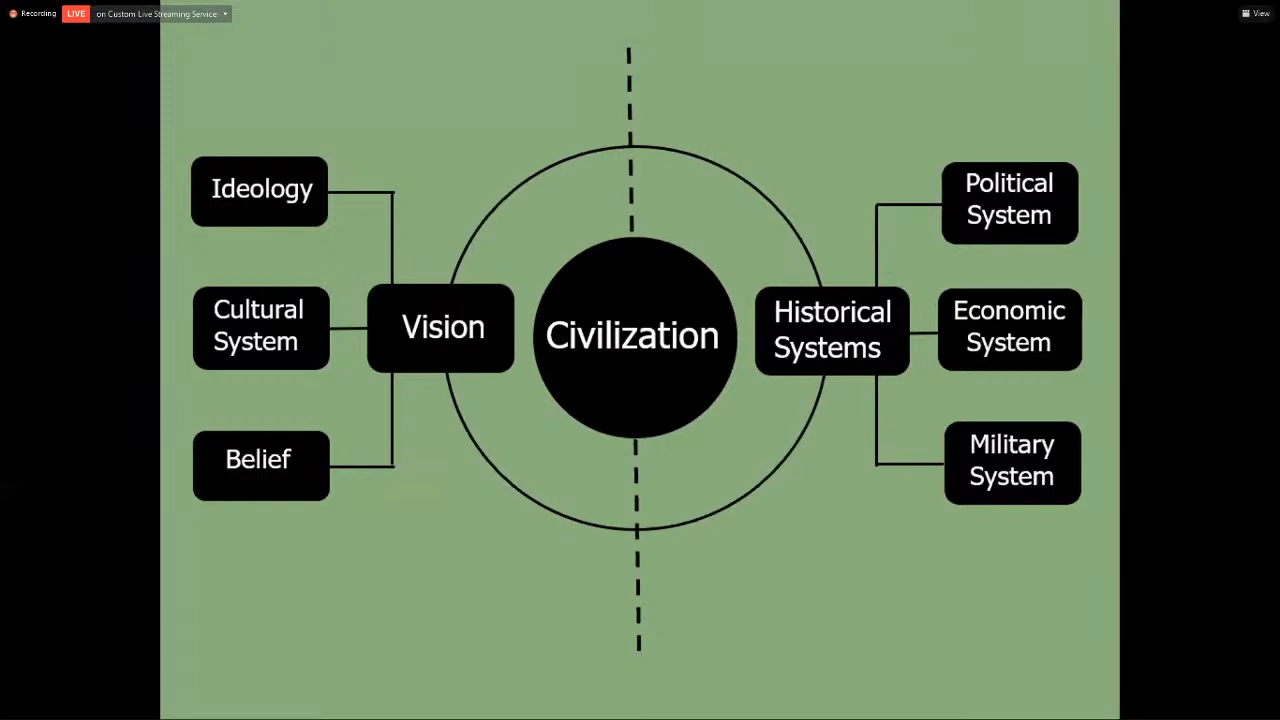 Recording
LIVE
on Custom Live Streaming Service
View
Ideology
Cultural
System
Belief
Vision
Civilization
Historical
Systems
Political
System
Economic
System
Military
System